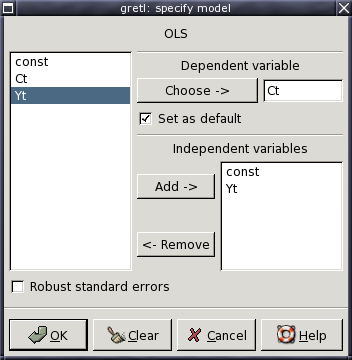 gretl: specify model
OLS
const
Ct
Yt
Dependent variable
Choose -> Ct
Set as default
Independent variables
const
Yt
Add ->
<- Remove
Robust standard errors
OK Clear Cancel Help